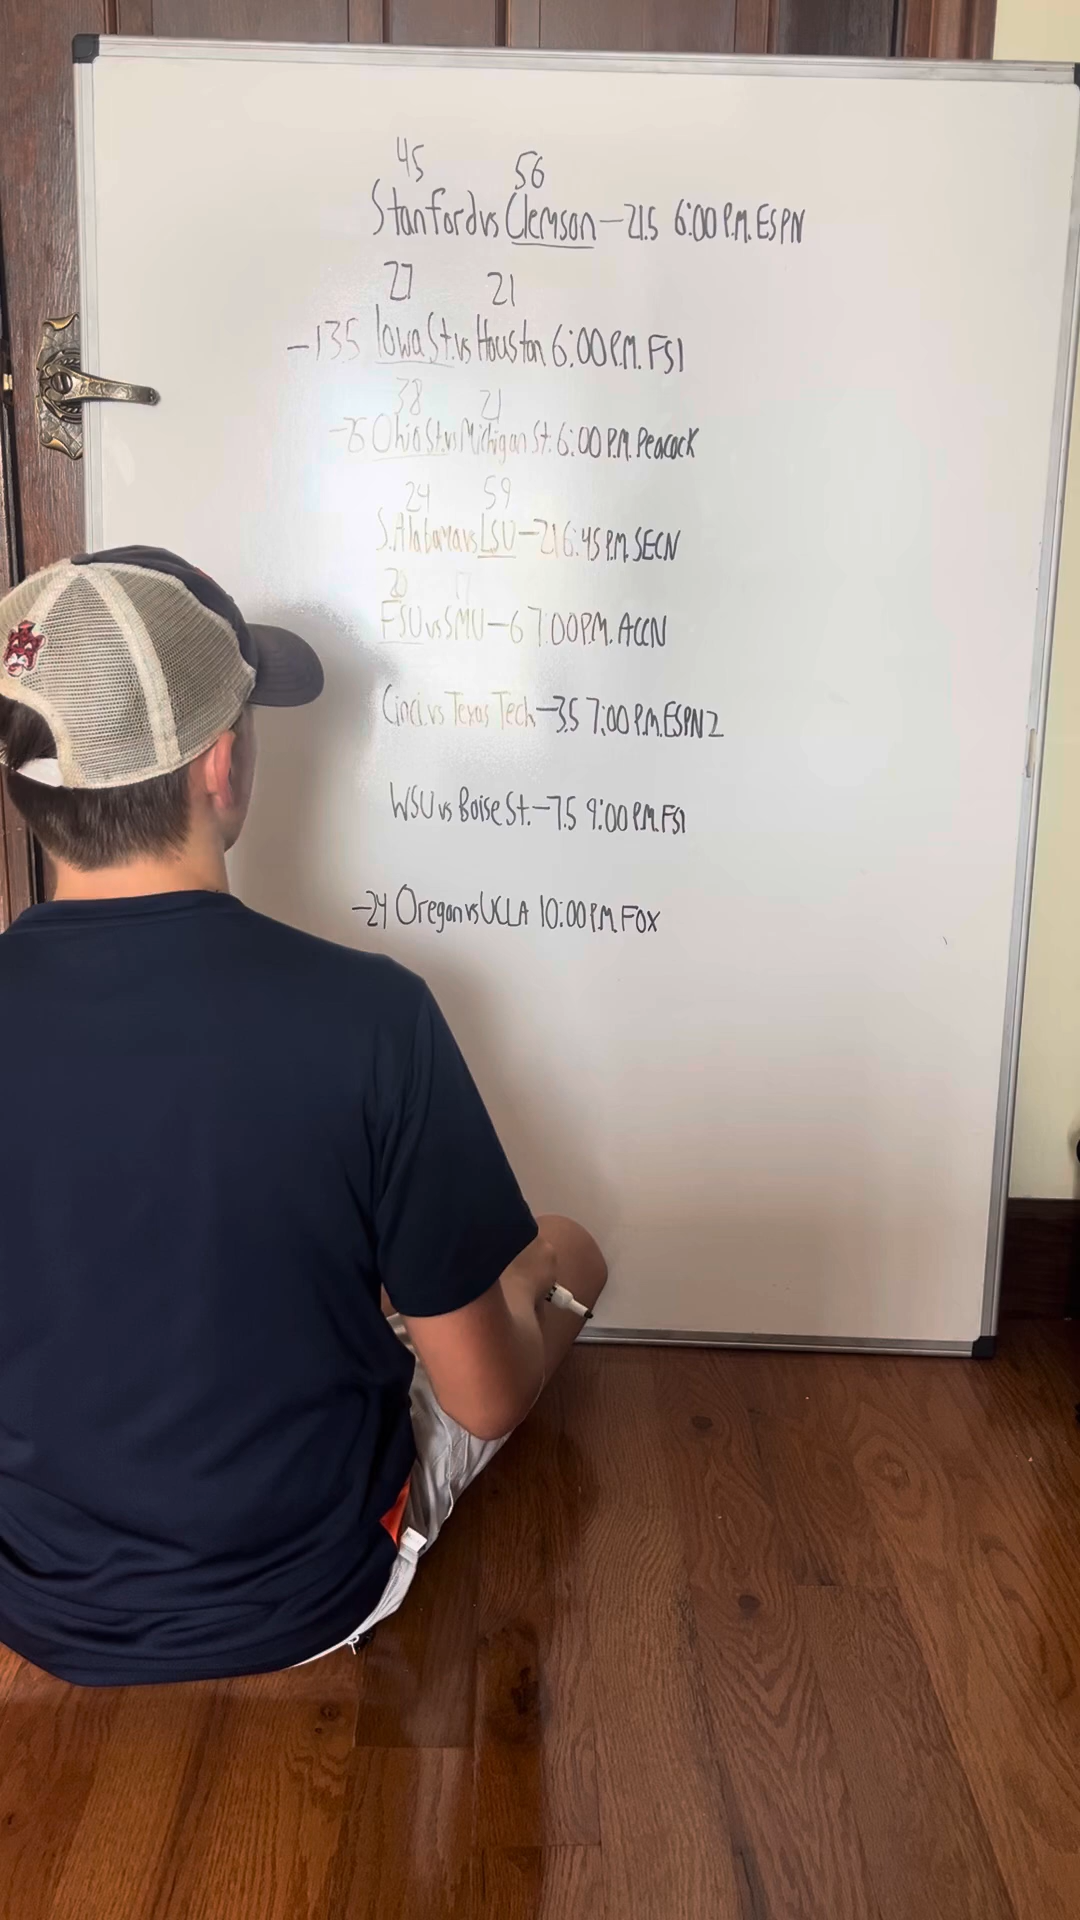 45 56
Stanford vs Clemson -21.5 6:00 P.M. ESPN
27 21
-13.5 Iowa St. vs Houston 6:00 P.M. FS1
38 21
Ohio St. vs Michigan St. 6:00 P.M. Peacock
24 59
S. Alabama vs LSU -21 6:45 P.M. SECN
20 17
FSU vs SMU -6 7:00 P.M. ACCN
Cinci. vs Texas Tech -3.5 7:00 P.M. ESPN2
WSU vs Boise St. -7.5 9:00 P.M. FS1
-24 Oregon vs UCLA 10:00 P.M. FOX